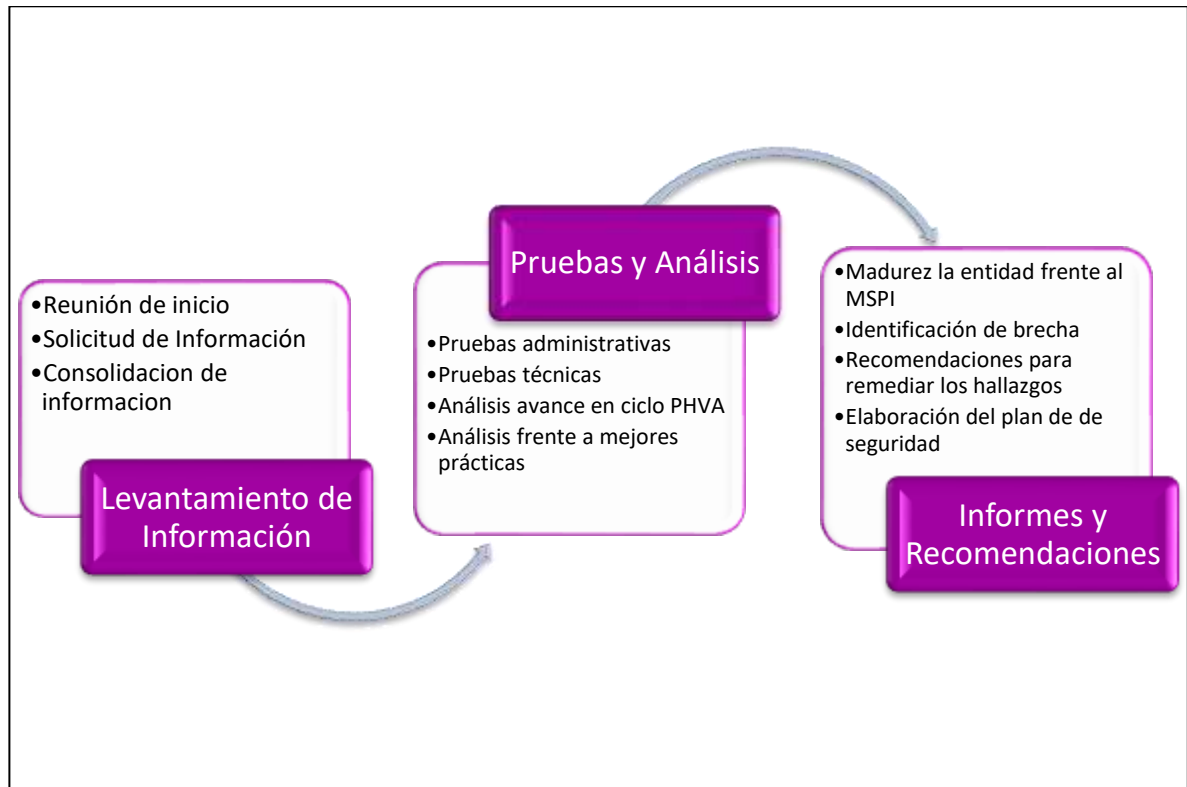 •Reunión de inicio
•Solicitud de Información
•Consolidacion de
informacion
Levantamiento de
Información
Pruebas y Análisis
•Pruebas administrativas
•Pruebas técnicas
•Análisis avance en ciclo PHVA
•Análisis frente a mejores
prácticas
•Madurez la entidad frente al
MSPI
•Identificación de brecha
•Recomendaciones para
remediar los hallazgos
•Elaboración del plan de de
seguridad
Informes y
Recomendaciones